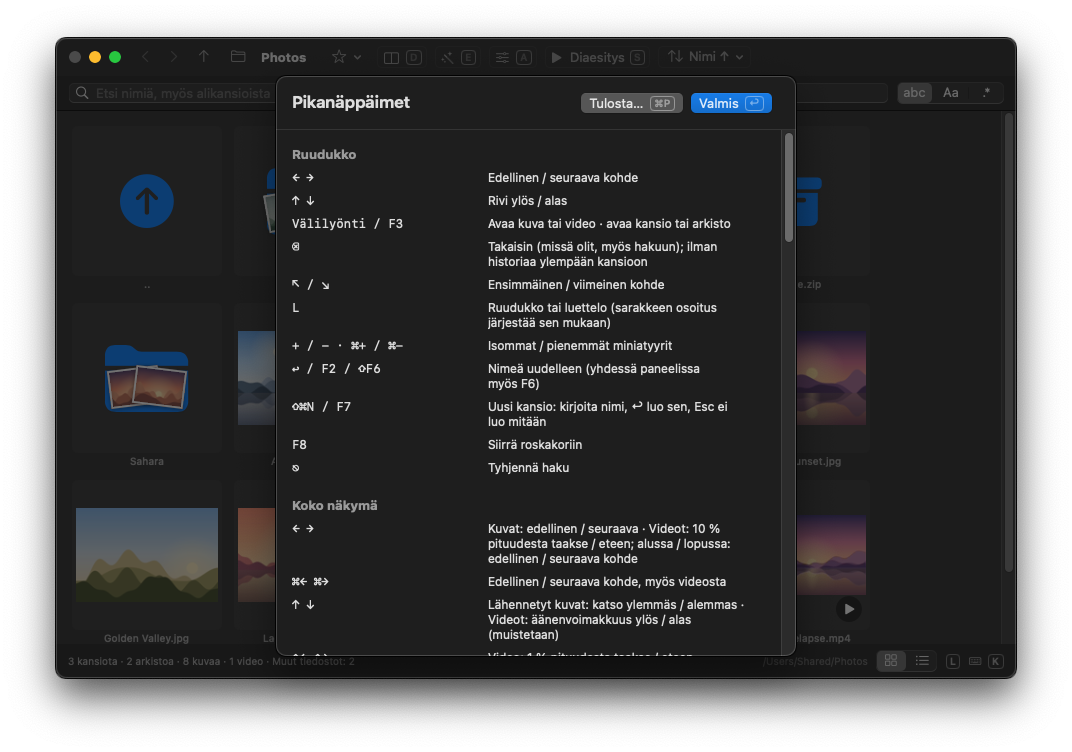 Photos
D
E
A
Diaesitys S
Nimi
Etsi nimiä, myös alikansioista
abc Aa .*
Pikanäppäimet
Tulosta... ⌘P
Valmis ↩
Ruudukko
← → Edellinen / seuraava kohde
↑ ↓ Rivi ylös / alas
Välilyönti / F3 Avaa kuva tai video · avaa kansio tai arkisto
⌫ Takaisin (missä olit, myös hakuun); ilman
historiaa ylempään kansioon
↖ / ↘ Ensimmäinen / viimeinen kohde
L Ruudukko tai luettelo (sarakkeen osoitus
järjestää sen mukaan)
+ / − · ⌘+ / ⌘− Isommat / pienemmät miniatyyrit
↩ / F2 / ⇧F6 Nimeä uudelleen (yhdessä paneelissa
myös F6)
⇧⌘N / F7 Uusi kansio: kirjoita nimi, ↩ luo sen, Esc ei
luo mitään
F8 Siirrä roskakoriin
⎋ Tyhjennä haku
Koko näkymä
← → Kuvat: edellinen / seuraava · Videot: 10 %
pituudesta taakse / eteen; alussa / lopussa:
edellinen / seuraava kohde
⌘← ⌘→ Edellinen / seuraava kohde, myös videosta
↑ ↓ Lähennetyt kuvat: katso ylemmäs / alemmas ·
Videot: äänenvoimakkuus ylös / alas
(muistetaan)
..
Sahara
Golden Valley.jpg
3 kansiota · 2 arkistoa · 8 kuvaa · 1 video · Muut tiedostot: 2
/Users/Shared/Photos
L
K